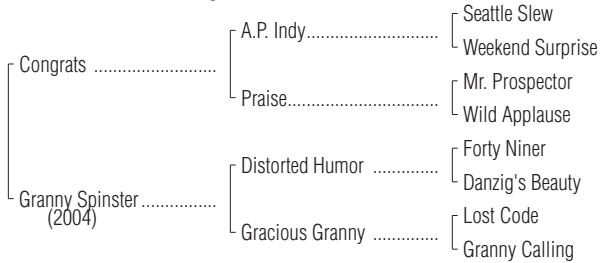 Seattle Slew
A.P. Indy..............................
Weekend Surprise
Congrats ............................
Mr. Prospector
Praise..................................
Wild Applause
Forty Niner
Distorted Humor ...............
Danzig's Beauty
Granny Spinster.................
(2004)
Lost Code
Gracious Granny ...............
Granny Calling